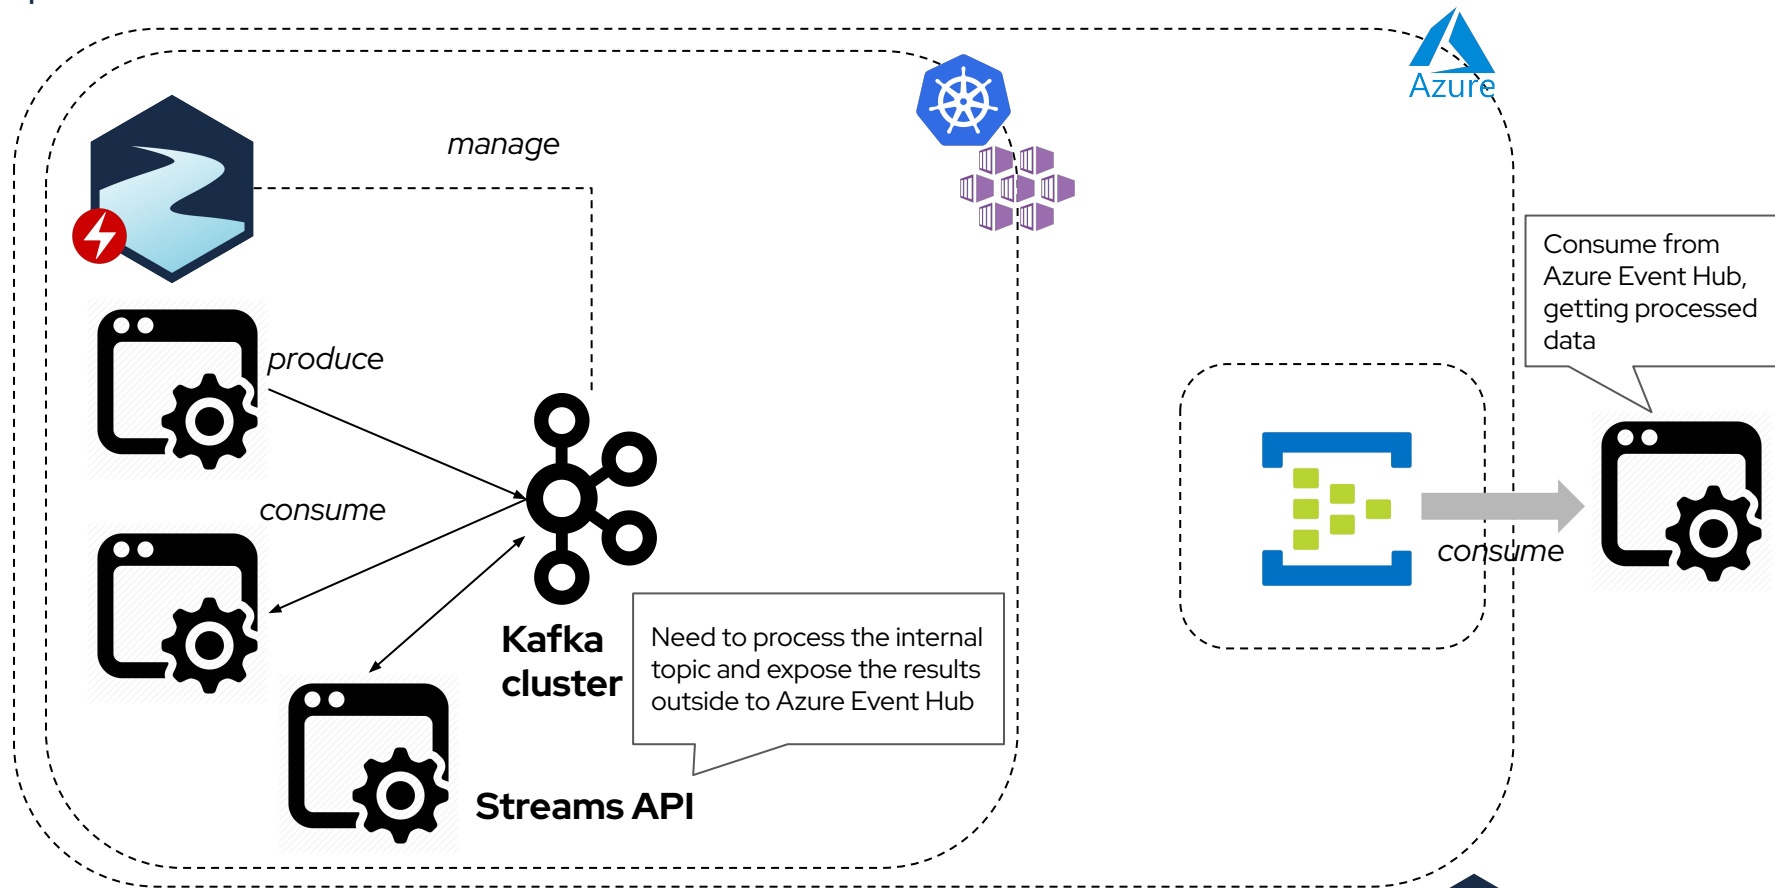 Azure
manage
Consume from
Azure Event Hub,
getting processed
data
produce
consume
consume
Kafka
cluster
Need to process the internal
topic and expose the results
outside to Azure Event Hub
Streams API